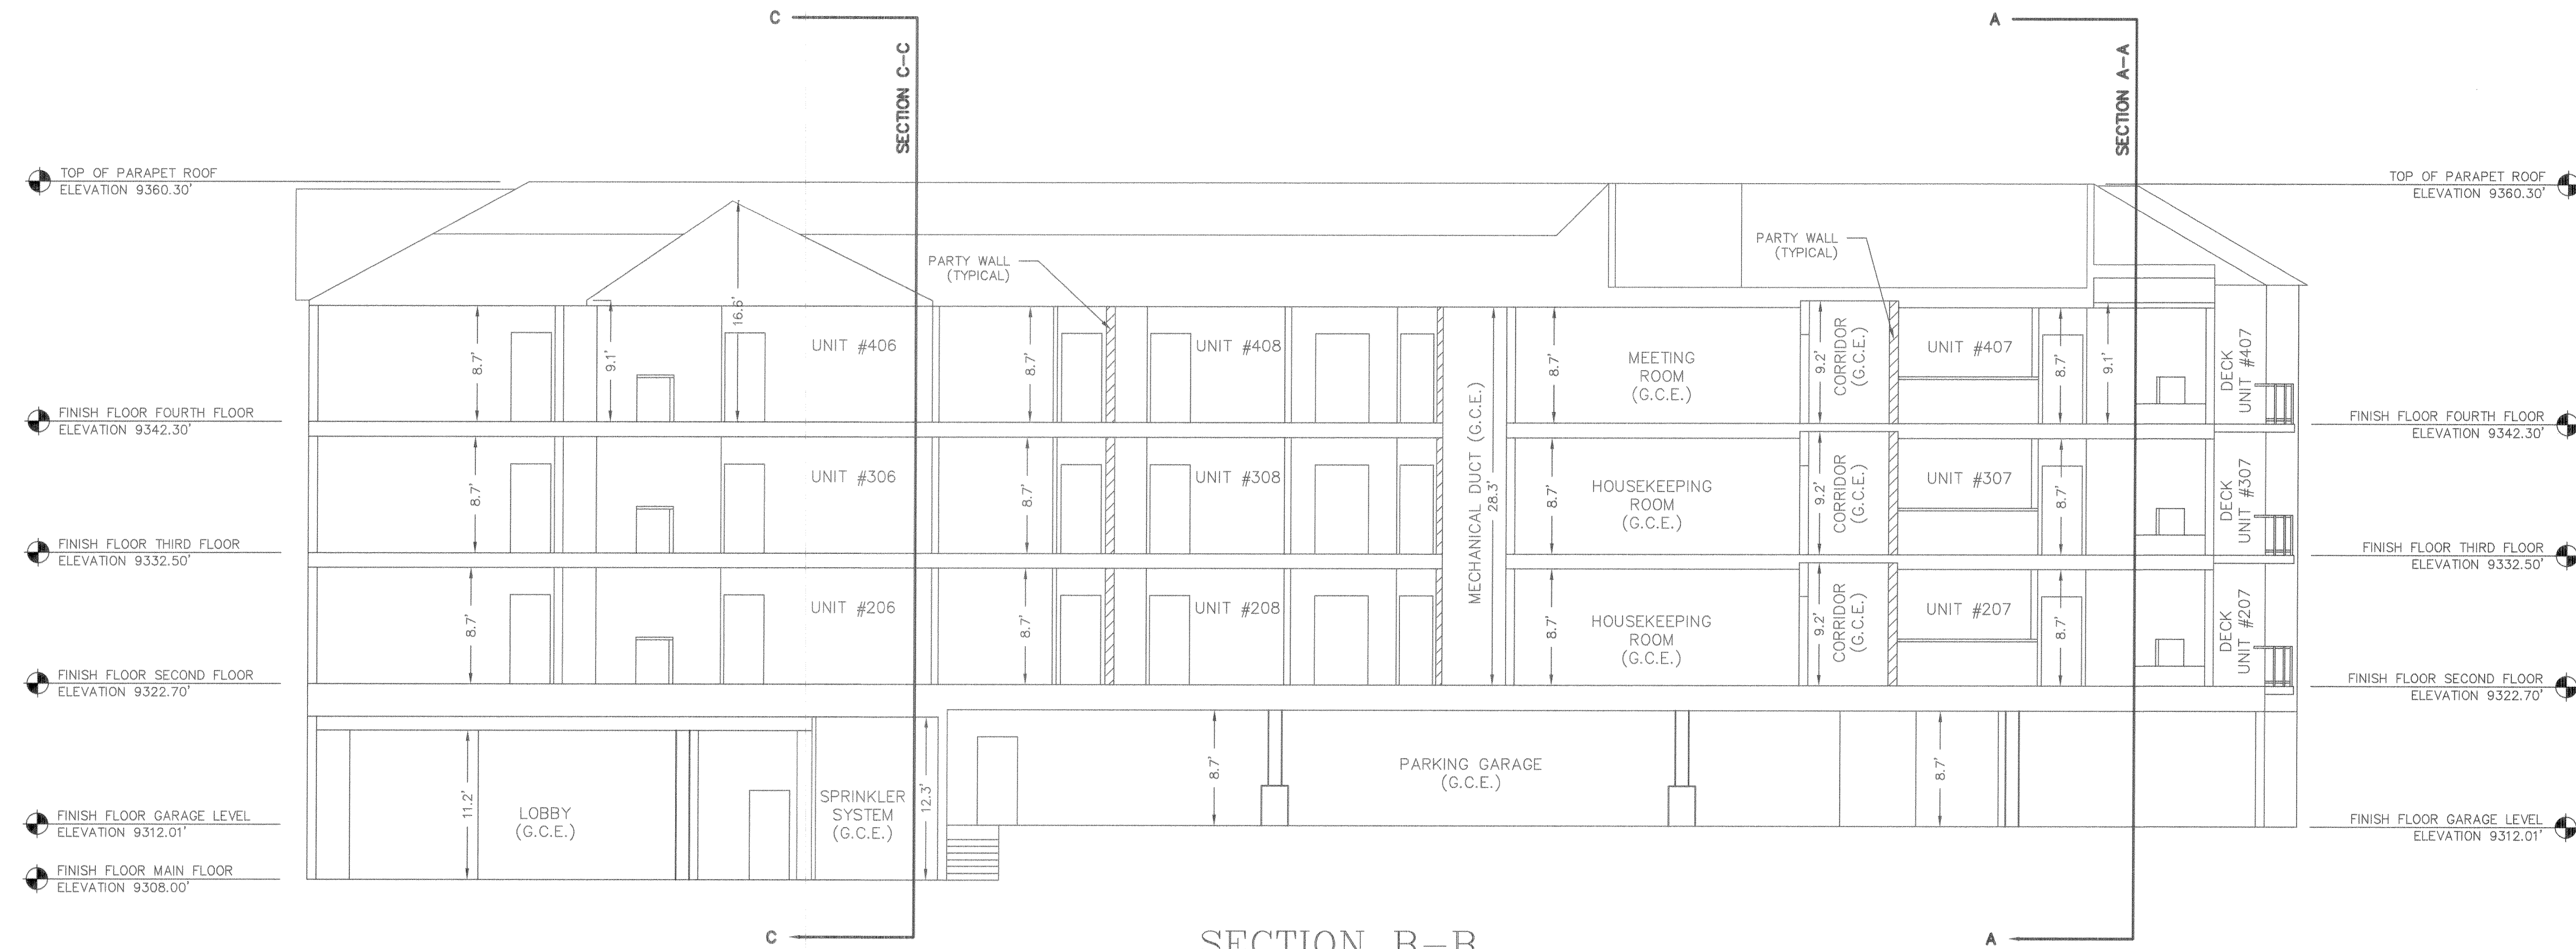 C
A
SECTION C-C
SECTION A-A
TOP OF PARAPET ROOF
ELEVATION 9360.30'
TOP OF PARAPET ROOF
ELEVATION 9360.30'
PARTY WALL
(TYPICAL)
PARTY WALL
(TYPICAL)
FINISH FLOOR FOURTH FLOOR
ELEVATION 9342.30'
8.7'
9.1'
16.6'
UNIT #406
8.7'
UNIT #408
MECHANICAL DUCT (G.C.E.)
28.3'
8.7'
MEETING
ROOM
(G.C.E.)
9.2'
CORRIDOR
(G.C.E.)
UNIT #407
8.7'
9.1'
DECK
UNIT #407
FINISH FLOOR FOURTH FLOOR
ELEVATION 9342.30'
FINISH FLOOR THIRD FLOOR
ELEVATION 9332.50'
8.7'
UNIT #306
8.7'
UNIT #308
8.7'
HOUSEKEEPING
ROOM
(G.C.E.)
9.2'
CORRIDOR
(G.C.E.)
UNIT #307
8.7'
DECK
UNIT #307
FINISH FLOOR THIRD FLOOR
ELEVATION 9332.50'
FINISH FLOOR SECOND FLOOR
ELEVATION 9322.70'
8.7'
UNIT #206
8.7'
UNIT #208
8.7'
HOUSEKEEPING
ROOM
(G.C.E.)
9.2'
CORRIDOR
(G.C.E.)
UNIT #207
8.7'
DECK
UNIT #207
FINISH FLOOR SECOND FLOOR
ELEVATION 9322.70'
FINISH FLOOR GARAGE LEVEL
ELEVATION 9312.01'
11.2'
LOBBY
(G.C.E.)
SPRINKLER
SYSTEM
(G.C.E.)
12.3'
8.7'
PARKING GARAGE
(G.C.E.)
8.7'
FINISH FLOOR GARAGE LEVEL
ELEVATION 9312.01'
FINISH FLOOR MAIN FLOOR
ELEVATION 9308.00'
C
SECTION B-B
A